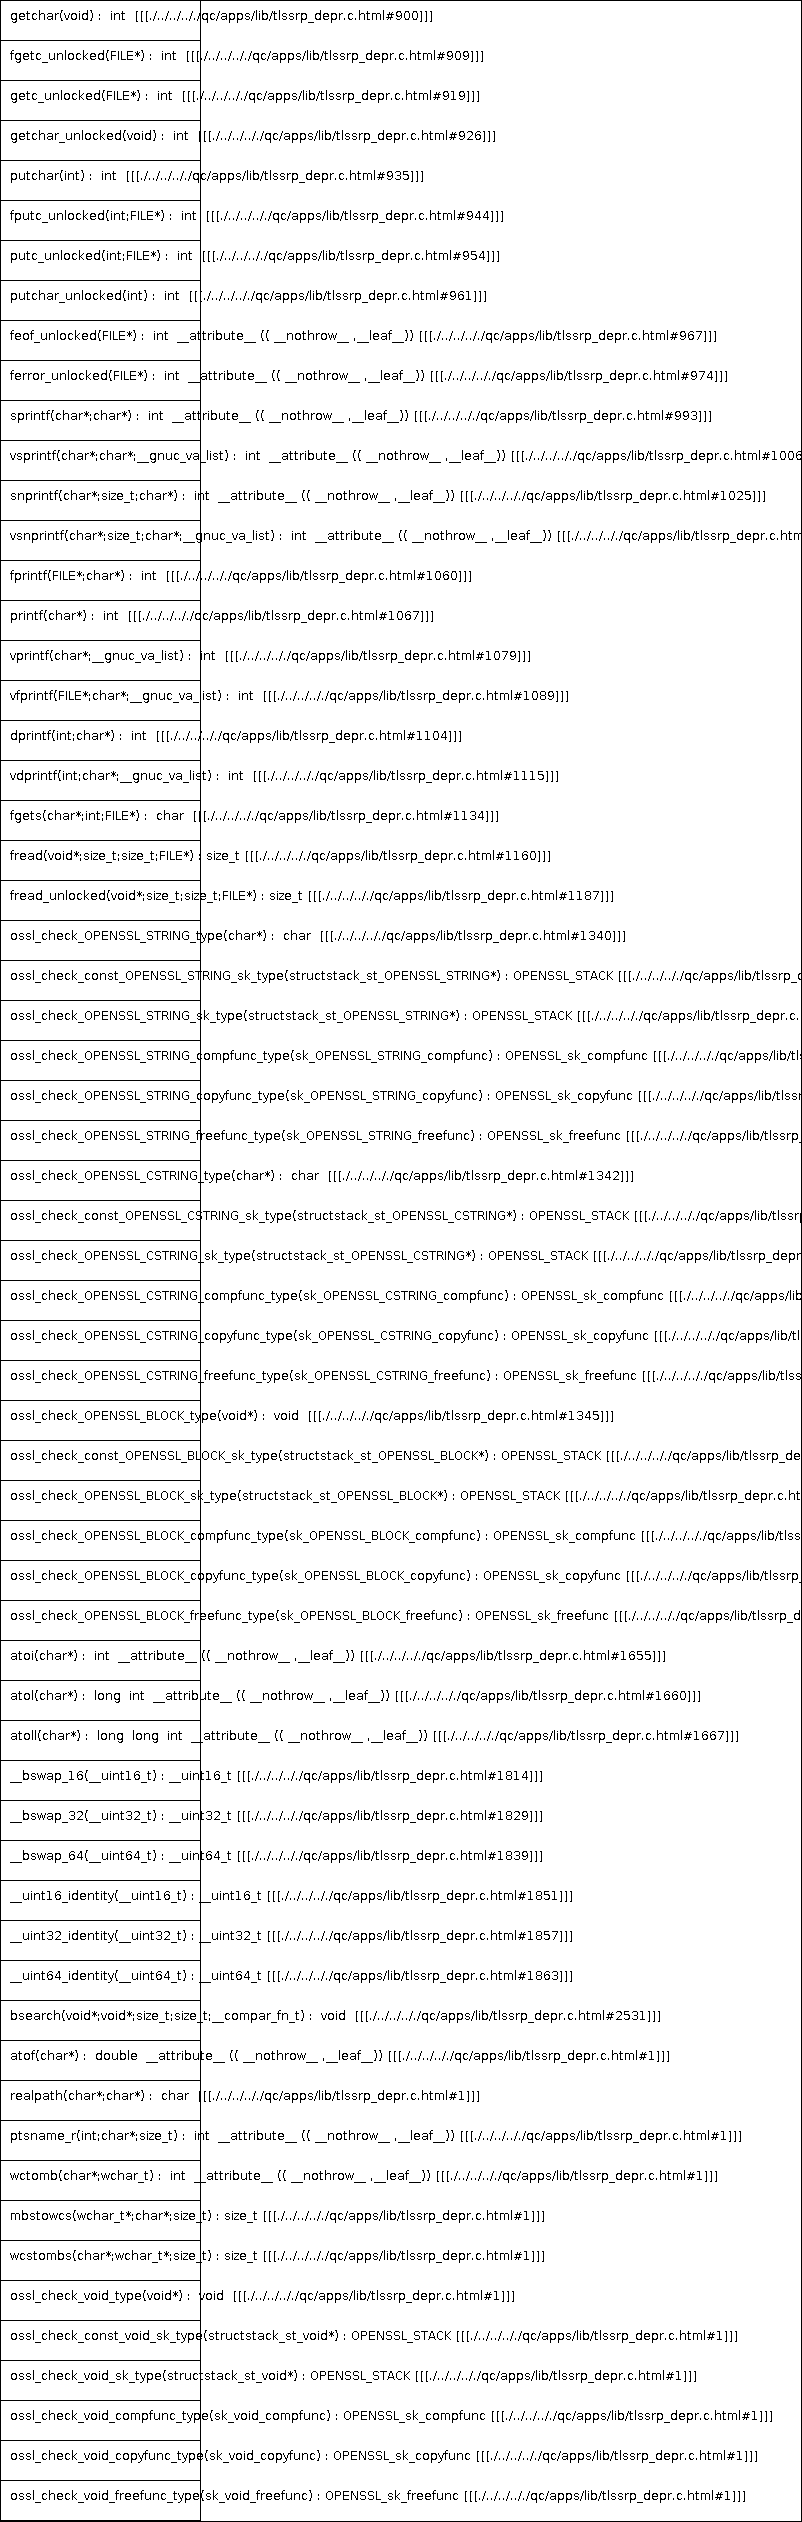 getchar(void) :  int  [[[./../../.././qc/apps/lib/tlssrp_depr.c.html#900]]]
fgetc_unlocked(FILE*) :  int  [[[./../../.././qc/apps/lib/tlssrp_depr.c.html#909]]]
getc_unlocked(FILE*) :  int  [[[./../../.././qc/apps/lib/tlssrp_depr.c.html#919]]]
getchar_unlocked(void) :  int  [[[./../../.././qc/apps/lib/tlssrp_depr.c.html#926]]]
putchar(int) :  int  [[[./../../.././qc/apps/lib/tlssrp_depr.c.html#935]]]
fputc_unlocked(int;FILE*) :  int  [[[./../../.././qc/apps/lib/tlssrp_depr.c.html#944]]]
putc_unlocked(int;FILE*) :  int  [[[./../../.././qc/apps/lib/tlssrp_depr.c.html#954]]]
putchar_unlocked(int) :  int  [[[./../../.././qc/apps/lib/tlssrp_depr.c.html#961]]]
feof_unlocked(FILE*) :  int  __attribute__ (( __nothrow__ ,__leaf__)) [[[./../../.././qc/apps/lib/tlssrp_depr.c.html#967]]]
ferror_unlocked(FILE*) :  int  __attribute__ (( __nothrow__ ,__leaf__)) [[[./../../.././qc/apps/lib/tlssrp_depr.c.html#974]]]
sprintf(char*;char*) :  int  __attribute__ (( __nothrow__ ,__leaf__)) [[[./../../.././qc/apps/lib/tlssrp_depr.c.html#993]]]
vsprintf(char*;char*;__gnuc_va_list) :  int  __attribute__ (( __nothrow__ ,__leaf__)) [[[./../../.././qc/apps/lib/tlssrp_depr.c.html#1006
snprintf(char*;size_t;char*) :  int  __attribute__ (( __nothrow__ ,__leaf__)) [[[./../../.././qc/apps/lib/tlssrp_depr.c.html#1025]]]
vsnprintf(char*;size_t;char*;__gnuc_va_list) :  int  __attribute__ (( __nothrow__ ,__leaf__)) [[[./../../.././qc/apps/lib/tlssrp_depr.c.htm
fprintf(FILE*;char*) :  int  [[[./../../.././qc/apps/lib/tlssrp_depr.c.html#1060]]]
printf(char*) :  int  [[[./../../.././qc/apps/lib/tlssrp_depr.c.html#1067]]]
vprintf(char*;__gnuc_va_list) :  int  [[[./../../.././qc/apps/lib/tlssrp_depr.c.html#1079]]]
vfprintf(FILE*;char*;__gnuc_va_list) :  int  [[[./../../.././qc/apps/lib/tlssrp_depr.c.html#1089]]]
dprintf(int;char*) :  int  [[[./../../.././qc/apps/lib/tlssrp_depr.c.html#1104]]]
vdprintf(int;char*;__gnuc_va_list) :  int  [[[./../../.././qc/apps/lib/tlssrp_depr.c.html#1115]]]
fgets(char*;int;FILE*) :  char  [[[./../../.././qc/apps/lib/tlssrp_depr.c.html#1134]]]
fread(void*;size_t;size_t;FILE*) : size_t [[[./../../.././qc/apps/lib/tlssrp_depr.c.html#1160]]]
fread_unlocked(void*;size_t;size_t;FILE*) : size_t [[[./../../.././qc/apps/lib/tlssrp_depr.c.html#1187]]]
ossl_check_OPENSSL_STRING_type(char*) :  char  [[[./../../.././qc/apps/lib/tlssrp_depr.c.html#1340]]]
ossl_check_const_OPENSSL_STRING_sk_type(structstack_st_OPENSSL_STRING*) : OPENSSL_STACK [[[./../../.././qc/apps/lib/tlssrp_d
ossl_check_OPENSSL_STRING_sk_type(structstack_st_OPENSSL_STRING*) : OPENSSL_STACK [[[./../../.././qc/apps/lib/tlssrp_depr.c.
ossl_check_OPENSSL_STRING_compfunc_type(sk_OPENSSL_STRING_compfunc) : OPENSSL_sk_compfunc [[[./../../.././qc/apps/lib/tls
ossl_check_OPENSSL_STRING_copyfunc_type(sk_OPENSSL_STRING_copyfunc) : OPENSSL_sk_copyfunc [[[./../../.././qc/apps/lib/tlssr
ossl_check_OPENSSL_STRING_freefunc_type(sk_OPENSSL_STRING_freefunc) : OPENSSL_sk_freefunc [[[./../../.././qc/apps/lib/tlssrp_
ossl_check_OPENSSL_CSTRING_type(char*) :  char  [[[./../../.././qc/apps/lib/tlssrp_depr.c.html#1342]]]
ossl_check_const_OPENSSL_CSTRING_sk_type(structstack_st_OPENSSL_CSTRING*) : OPENSSL_STACK [[[./../../.././qc/apps/lib/tlssrp
ossl_check_OPENSSL_CSTRING_sk_type(structstack_st_OPENSSL_CSTRING*) : OPENSSL_STACK [[[./../../.././qc/apps/lib/tlssrp_depr
ossl_check_OPENSSL_CSTRING_compfunc_type(sk_OPENSSL_CSTRING_compfunc) : OPENSSL_sk_compfunc [[[./../../.././qc/apps/lib
ossl_check_OPENSSL_CSTRING_copyfunc_type(sk_OPENSSL_CSTRING_copyfunc) : OPENSSL_sk_copyfunc [[[./../../.././qc/apps/lib/tl
ossl_check_OPENSSL_CSTRING_freefunc_type(sk_OPENSSL_CSTRING_freefunc) : OPENSSL_sk_freefunc [[[./../../.././qc/apps/lib/tlss
ossl_check_OPENSSL_BLOCK_type(void*) :  void  [[[./../../.././qc/apps/lib/tlssrp_depr.c.html#1345]]]
ossl_check_const_OPENSSL_BLOCK_sk_type(structstack_st_OPENSSL_BLOCK*) : OPENSSL_STACK [[[./../../.././qc/apps/lib/tlssrp_de
ossl_check_OPENSSL_BLOCK_sk_type(structstack_st_OPENSSL_BLOCK*) : OPENSSL_STACK [[[./../../.././qc/apps/lib/tlssrp_depr.c.ht
ossl_check_OPENSSL_BLOCK_compfunc_type(sk_OPENSSL_BLOCK_compfunc) : OPENSSL_sk_compfunc [[[./../../.././qc/apps/lib/tlss
ossl_check_OPENSSL_BLOCK_copyfunc_type(sk_OPENSSL_BLOCK_copyfunc) : OPENSSL_sk_copyfunc [[[./../../.././qc/apps/lib/tlssrp_
ossl_check_OPENSSL_BLOCK_freefunc_type(sk_OPENSSL_BLOCK_freefunc) : OPENSSL_sk_freefunc [[[./../../.././qc/apps/lib/tlssrp_d
atoi(char*) :  int  __attribute__ (( __nothrow__ ,__leaf__)) [[[./../../.././qc/apps/lib/tlssrp_depr.c.html#1655]]]
atol(char*) :  long  int  __attribute__ (( __nothrow__ ,__leaf__)) [[[./../../.././qc/apps/lib/tlssrp_depr.c.html#1660]]]
atoll(char*) :  long  long  int  __attribute__ (( __nothrow__ ,__leaf__)) [[[./../../.././qc/apps/lib/tlssrp_depr.c.html#1667]]]
__bswap_16(__uint16_t) : __uint16_t [[[./../../.././qc/apps/lib/tlssrp_depr.c.html#1814]]]
__bswap_32(__uint32_t) : __uint32_t [[[./../../.././qc/apps/lib/tlssrp_depr.c.html#1829]]]
__bswap_64(__uint64_t) : __uint64_t [[[./../../.././qc/apps/lib/tlssrp_depr.c.html#1839]]]
__uint16_identity(__uint16_t) : __uint16_t [[[./../../.././qc/apps/lib/tlssrp_depr.c.html#1851]]]
__uint32_identity(__uint32_t) : __uint32_t [[[./../../.././qc/apps/lib/tlssrp_depr.c.html#1857]]]
__uint64_identity(__uint64_t) : __uint64_t [[[./../../.././qc/apps/lib/tlssrp_depr.c.html#1863]]]
bsearch(void*;void*;size_t;size_t;__compar_fn_t) :  void  [[[./../../.././qc/apps/lib/tlssrp_depr.c.html#2531]]]
atof(char*) :  double  __attribute__ (( __nothrow__ ,__leaf__)) [[[./../../.././qc/apps/lib/tlssrp_depr.c.html#1]]]
realpath(char*;char*) :  char  [[[./../../.././qc/apps/lib/tlssrp_depr.c.html#1]]]
ptsname_r(int;char*;size_t) :  int  __attribute__ (( __nothrow__ ,__leaf__)) [[[./../../.././qc/apps/lib/tlssrp_depr.c.html#1]]]
wctomb(char*;wchar_t) :  int  __attribute__ (( __nothrow__ ,__leaf__)) [[[./../../.././qc/apps/lib/tlssrp_depr.c.html#1]]]
mbstowcs(wchar_t*;char*;size_t) : size_t [[[./../../.././qc/apps/lib/tlssrp_depr.c.html#1]]]
wcstombs(char*;wchar_t*;size_t) : size_t [[[./../../.././qc/apps/lib/tlssrp_depr.c.html#1]]]
ossl_check_void_type(void*) :  void  [[[./../../.././qc/apps/lib/tlssrp_depr.c.html#1]]]
ossl_check_const_void_sk_type(structstack_st_void*) : OPENSSL_STACK [[[./../../.././qc/apps/lib/tlssrp_depr.c.html#1]]]
ossl_check_void_sk_type(structstack_st_void*) : OPENSSL_STACK [[[./../../.././qc/apps/lib/tlssrp_depr.c.html#1]]]
ossl_check_void_compfunc_type(sk_void_compfunc) : OPENSSL_sk_compfunc [[[./../../.././qc/apps/lib/tlssrp_depr.c.html#1]]]
ossl_check_void_copyfunc_type(sk_void_copyfunc) : OPENSSL_sk_copyfunc [[[./../../.././qc/apps/lib/tlssrp_depr.c.html#1]]]
ossl_check_void_freefunc_type(sk_void_freefunc) : OPENSSL_sk_freefunc [[[./../../.././qc/apps/lib/tlssrp_depr.c.html#1]]]